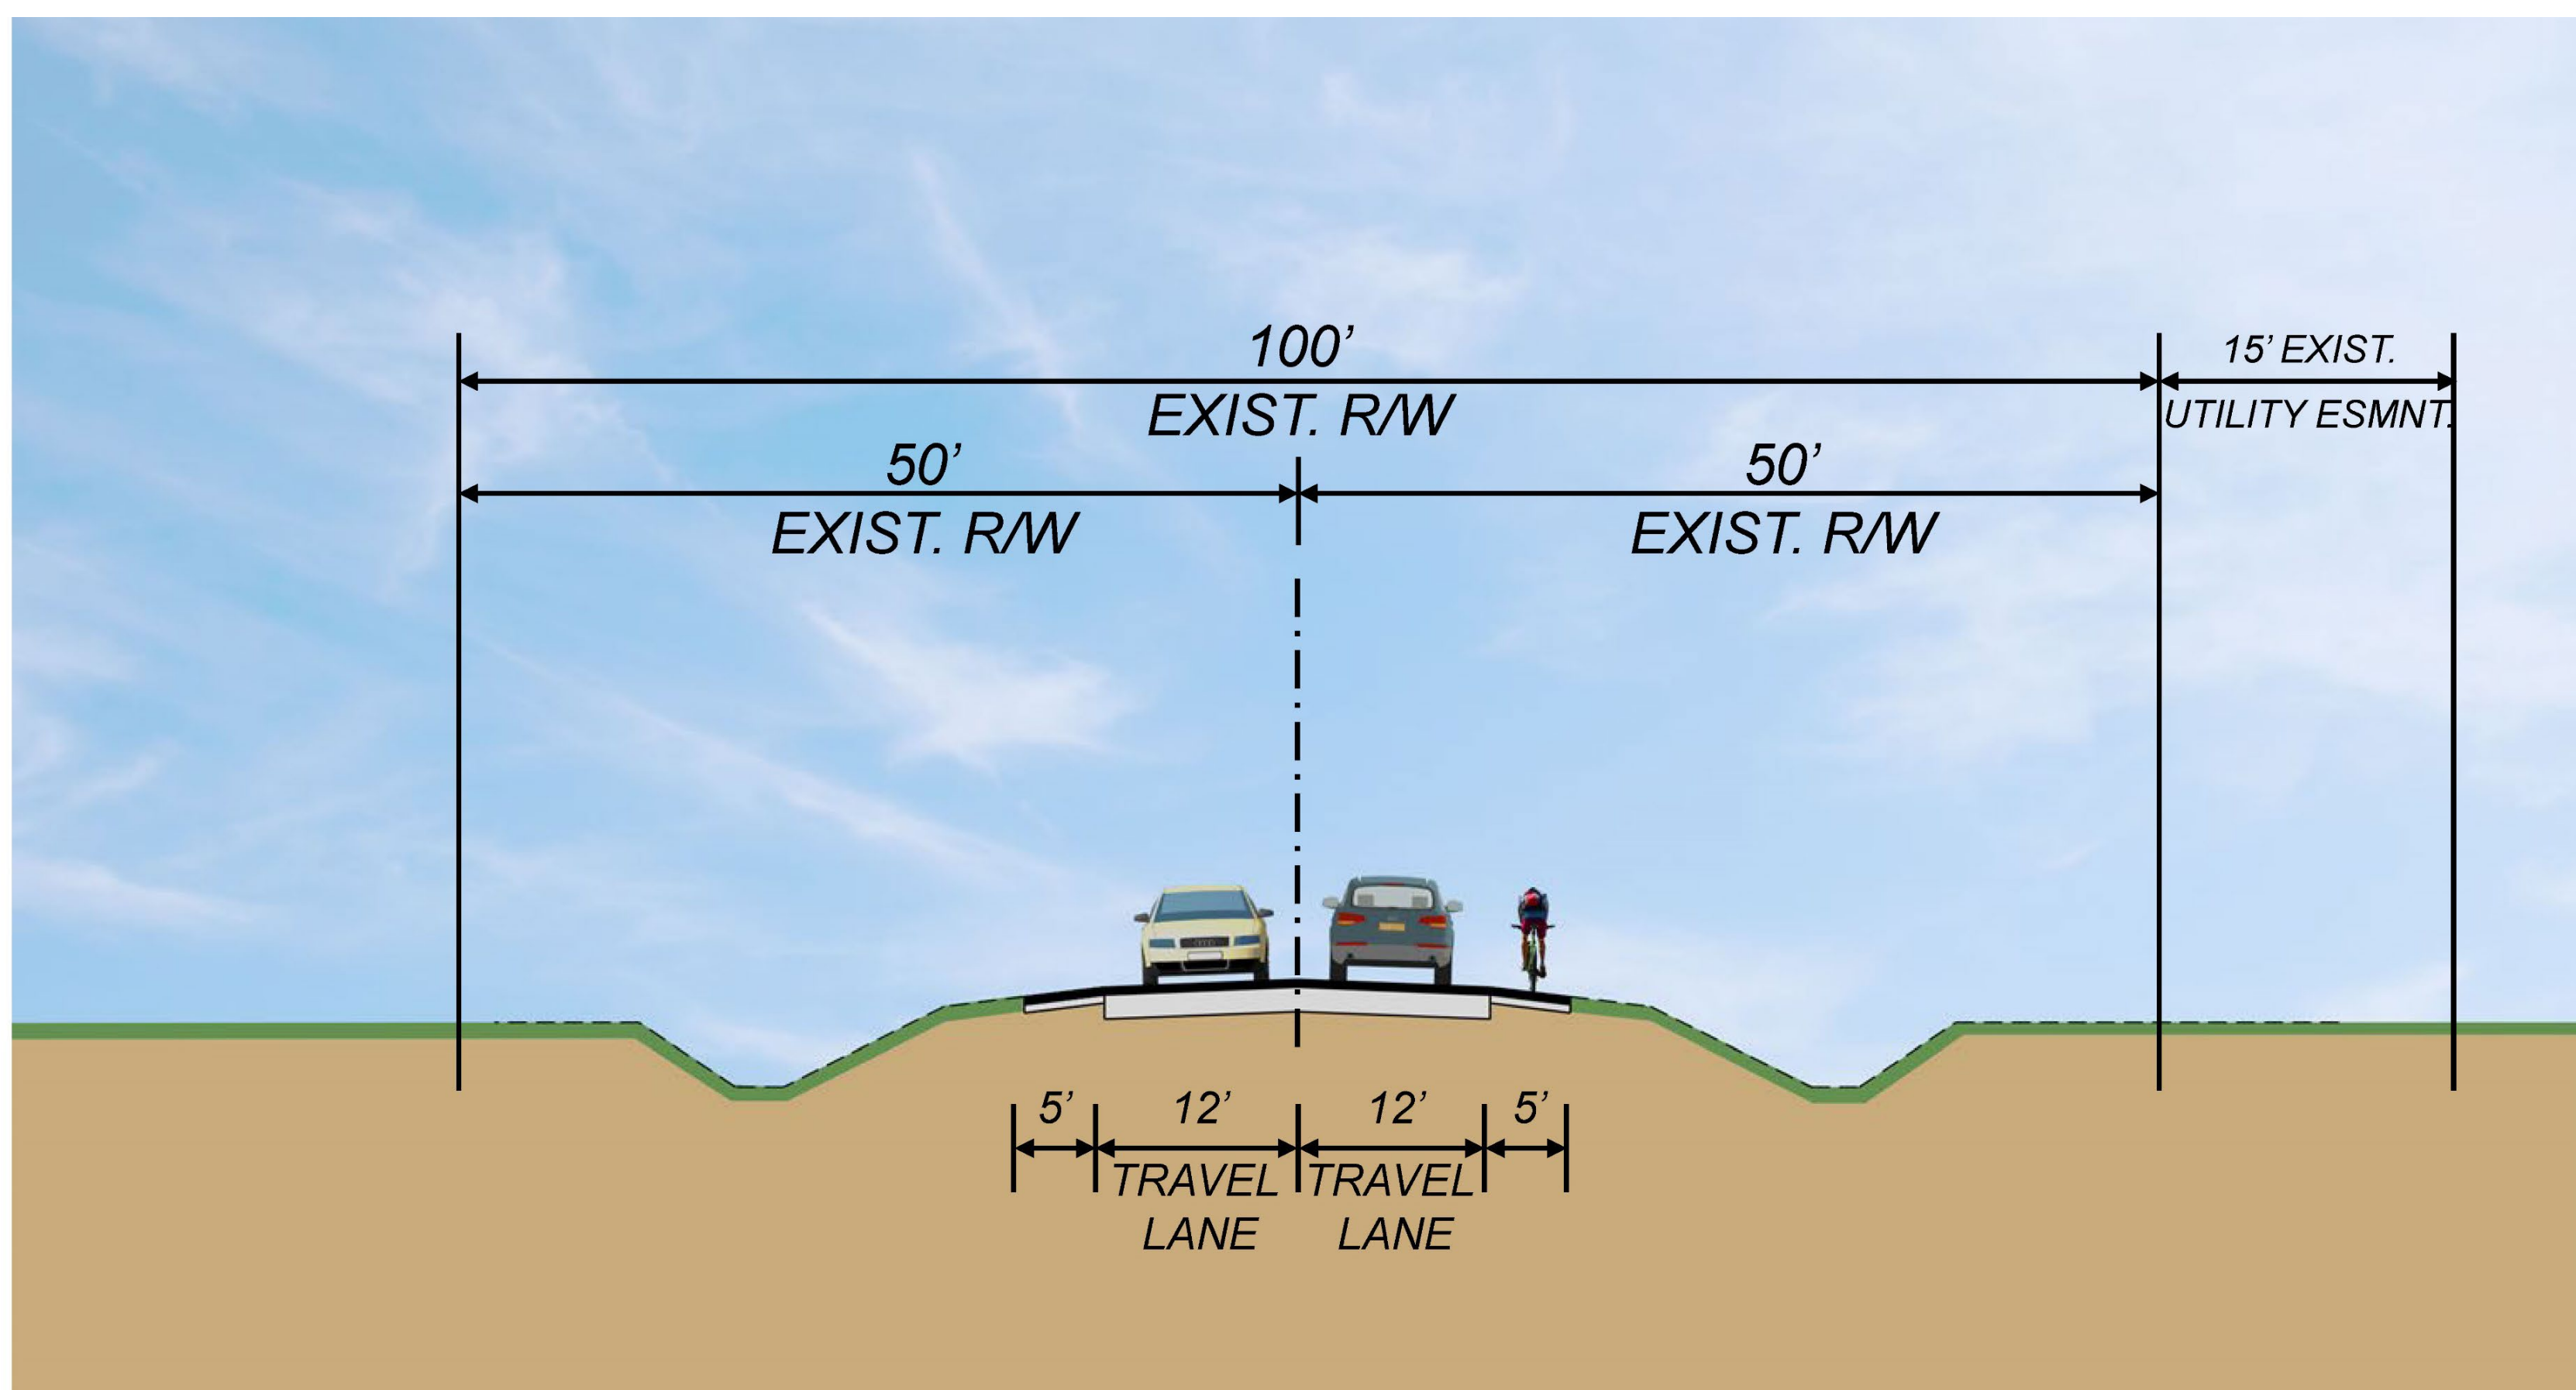 100’
EXIST. R/W
15’ EXIST.
UTILITY ESMNT.
50’
EXIST. R/W
50’
EXIST. R/W
5’
12’
12’
5’
TRAVEL
LANE
TRAVEL
LANE